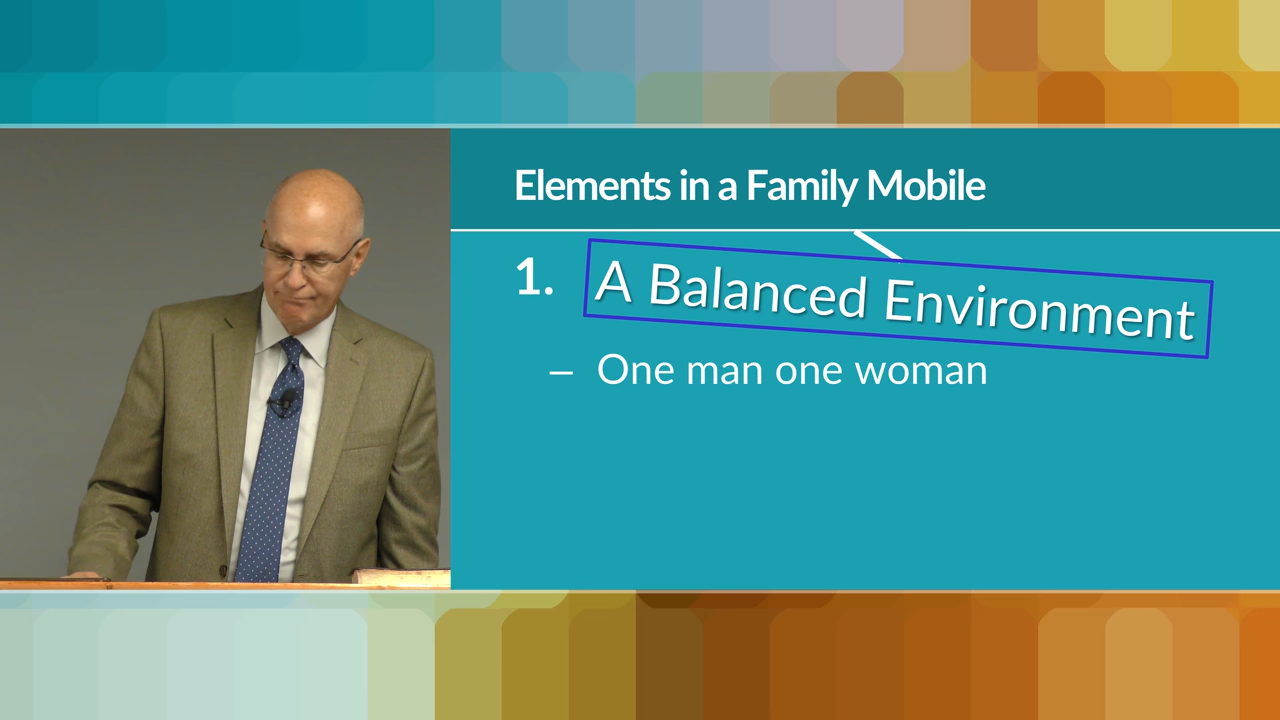 Elements in a Family Mobile
1. A Balanced Environment
– One man one woman